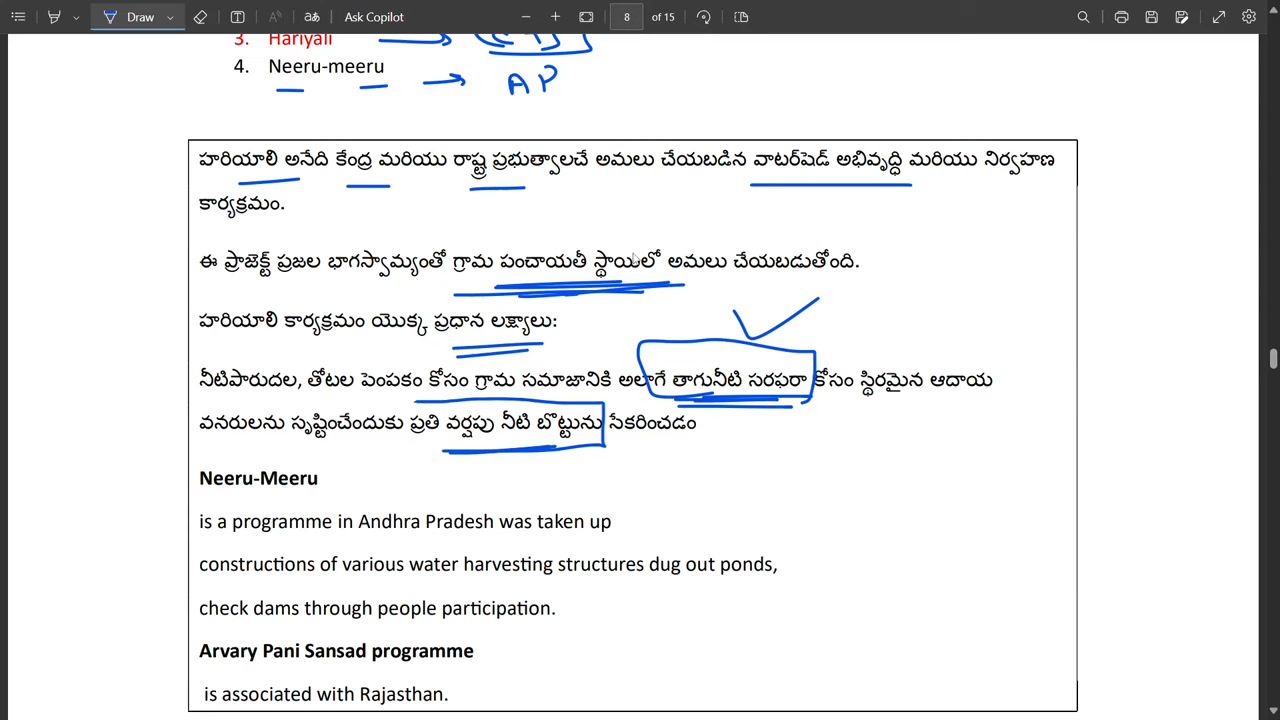 Draw
Ask Copilot
8 of 15
3. Hariyali
4. Neeru-meeru
AP
హరియాలి అనేది కేంద్ర మరియు రాష్ట్ర ప్రభుత్వాలచే అమలు చేయబడిన వాటర్‌షెడ్ అభివృద్ధి మరియు నిర్వహణ
కార్యక్రమం.
ఈ ప్రాజెక్ట్ ప్రజల భాగస్వామ్యంతో గ్రామ పంచాయతీ స్థాయిలో అమలు చేయబడుతోంది.
హరియాలి కార్యక్రమం యొక్క ప్రధాన లక్ష్యాలు:
నీటిపారుదల, తోటల పెంపకం కోసం గ్రామ సమాజానికి అలాగే తాగునీటి సరఫరా కోసం స్థిరమైన ఆదాయ
వనరులను సృష్టించేందుకు ప్రతి వర్షపు నీటి బొట్టును సేకరించడం
Neeru-Meeru
is a programme in Andhra Pradesh was taken up
constructions of various water harvesting structures dug out ponds,
check dams through people participation.
Arvary Pani Sansad programme
is associated with Rajasthan.